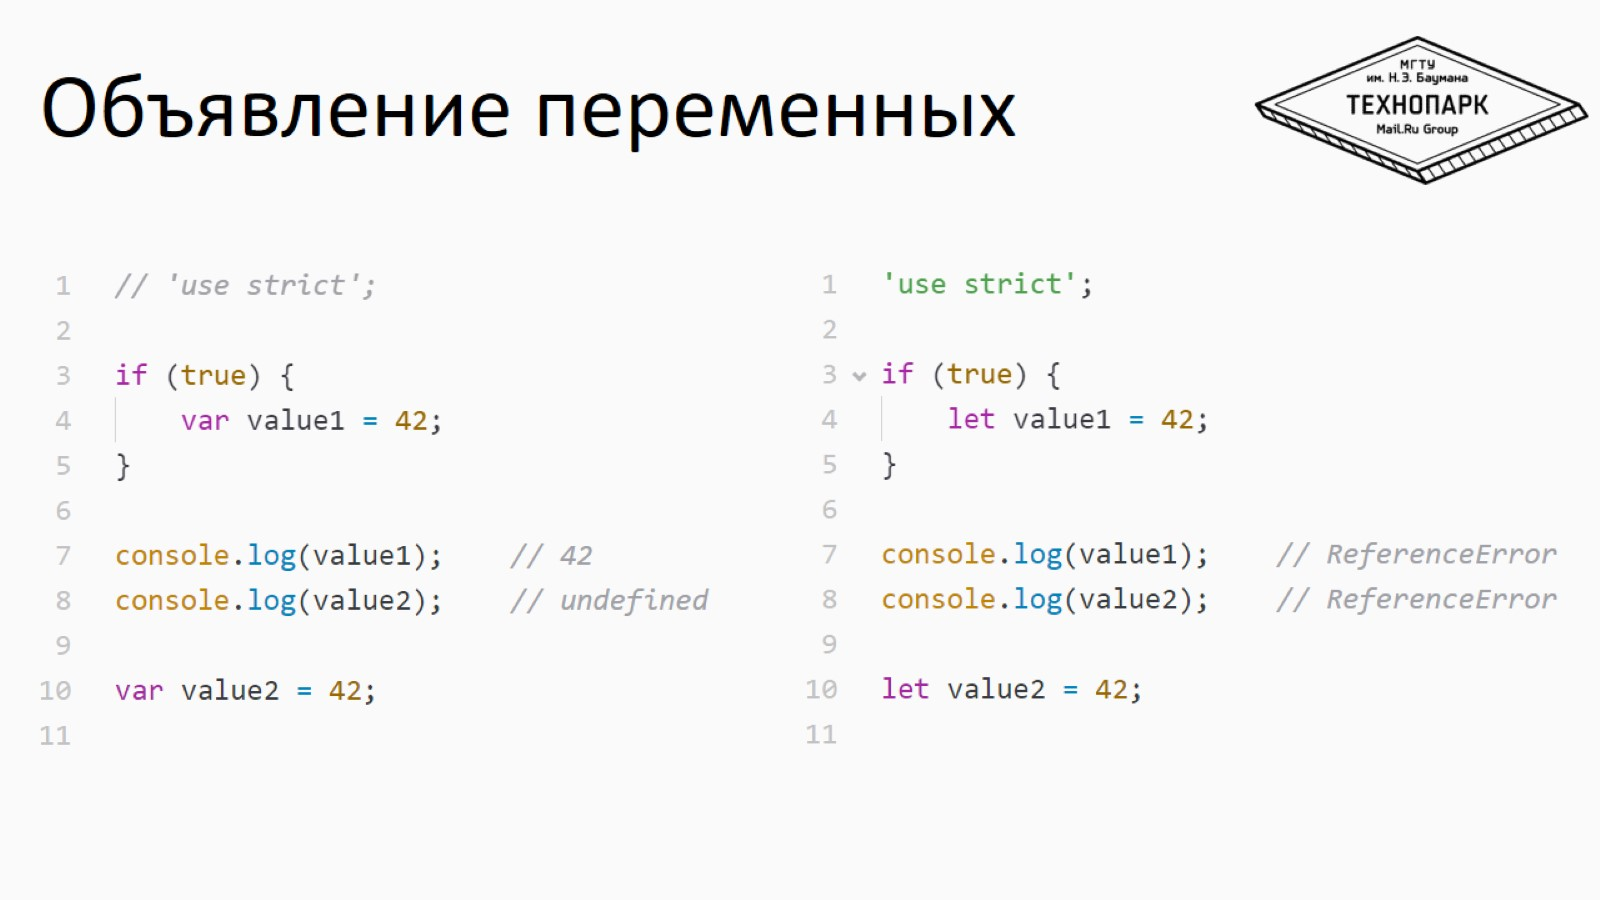 Объявление переменных
МГТУ
им. Н.Э. Баумана
ТЕХНОПАРК
Mail.Ru Group
1 // 'use strict';
2
3 if (true) {
4     var value1 = 42;
5 }
6
7 console.log(value1);    // 42
8 console.log(value2);    // undefined
9
10 var value2 = 42;
11
1 'use strict';
2
3 if (true) {
4     let value1 = 42;
5 }
6
7 console.log(value1);    // ReferenceError
8 console.log(value2);    // ReferenceError
9
10 let value2 = 42;
11